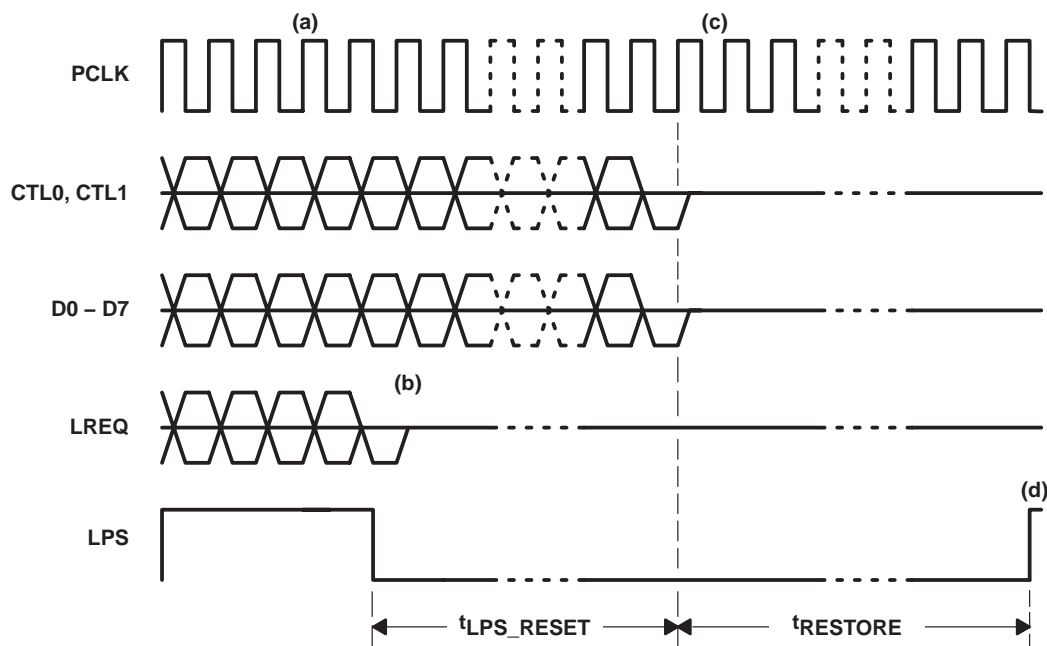 (a)
(c)
PCLK
CTL0, CTL1
D0 – D7
(b)
LREQ
(d)
LPS
tLPS_RESET
tRESTORE